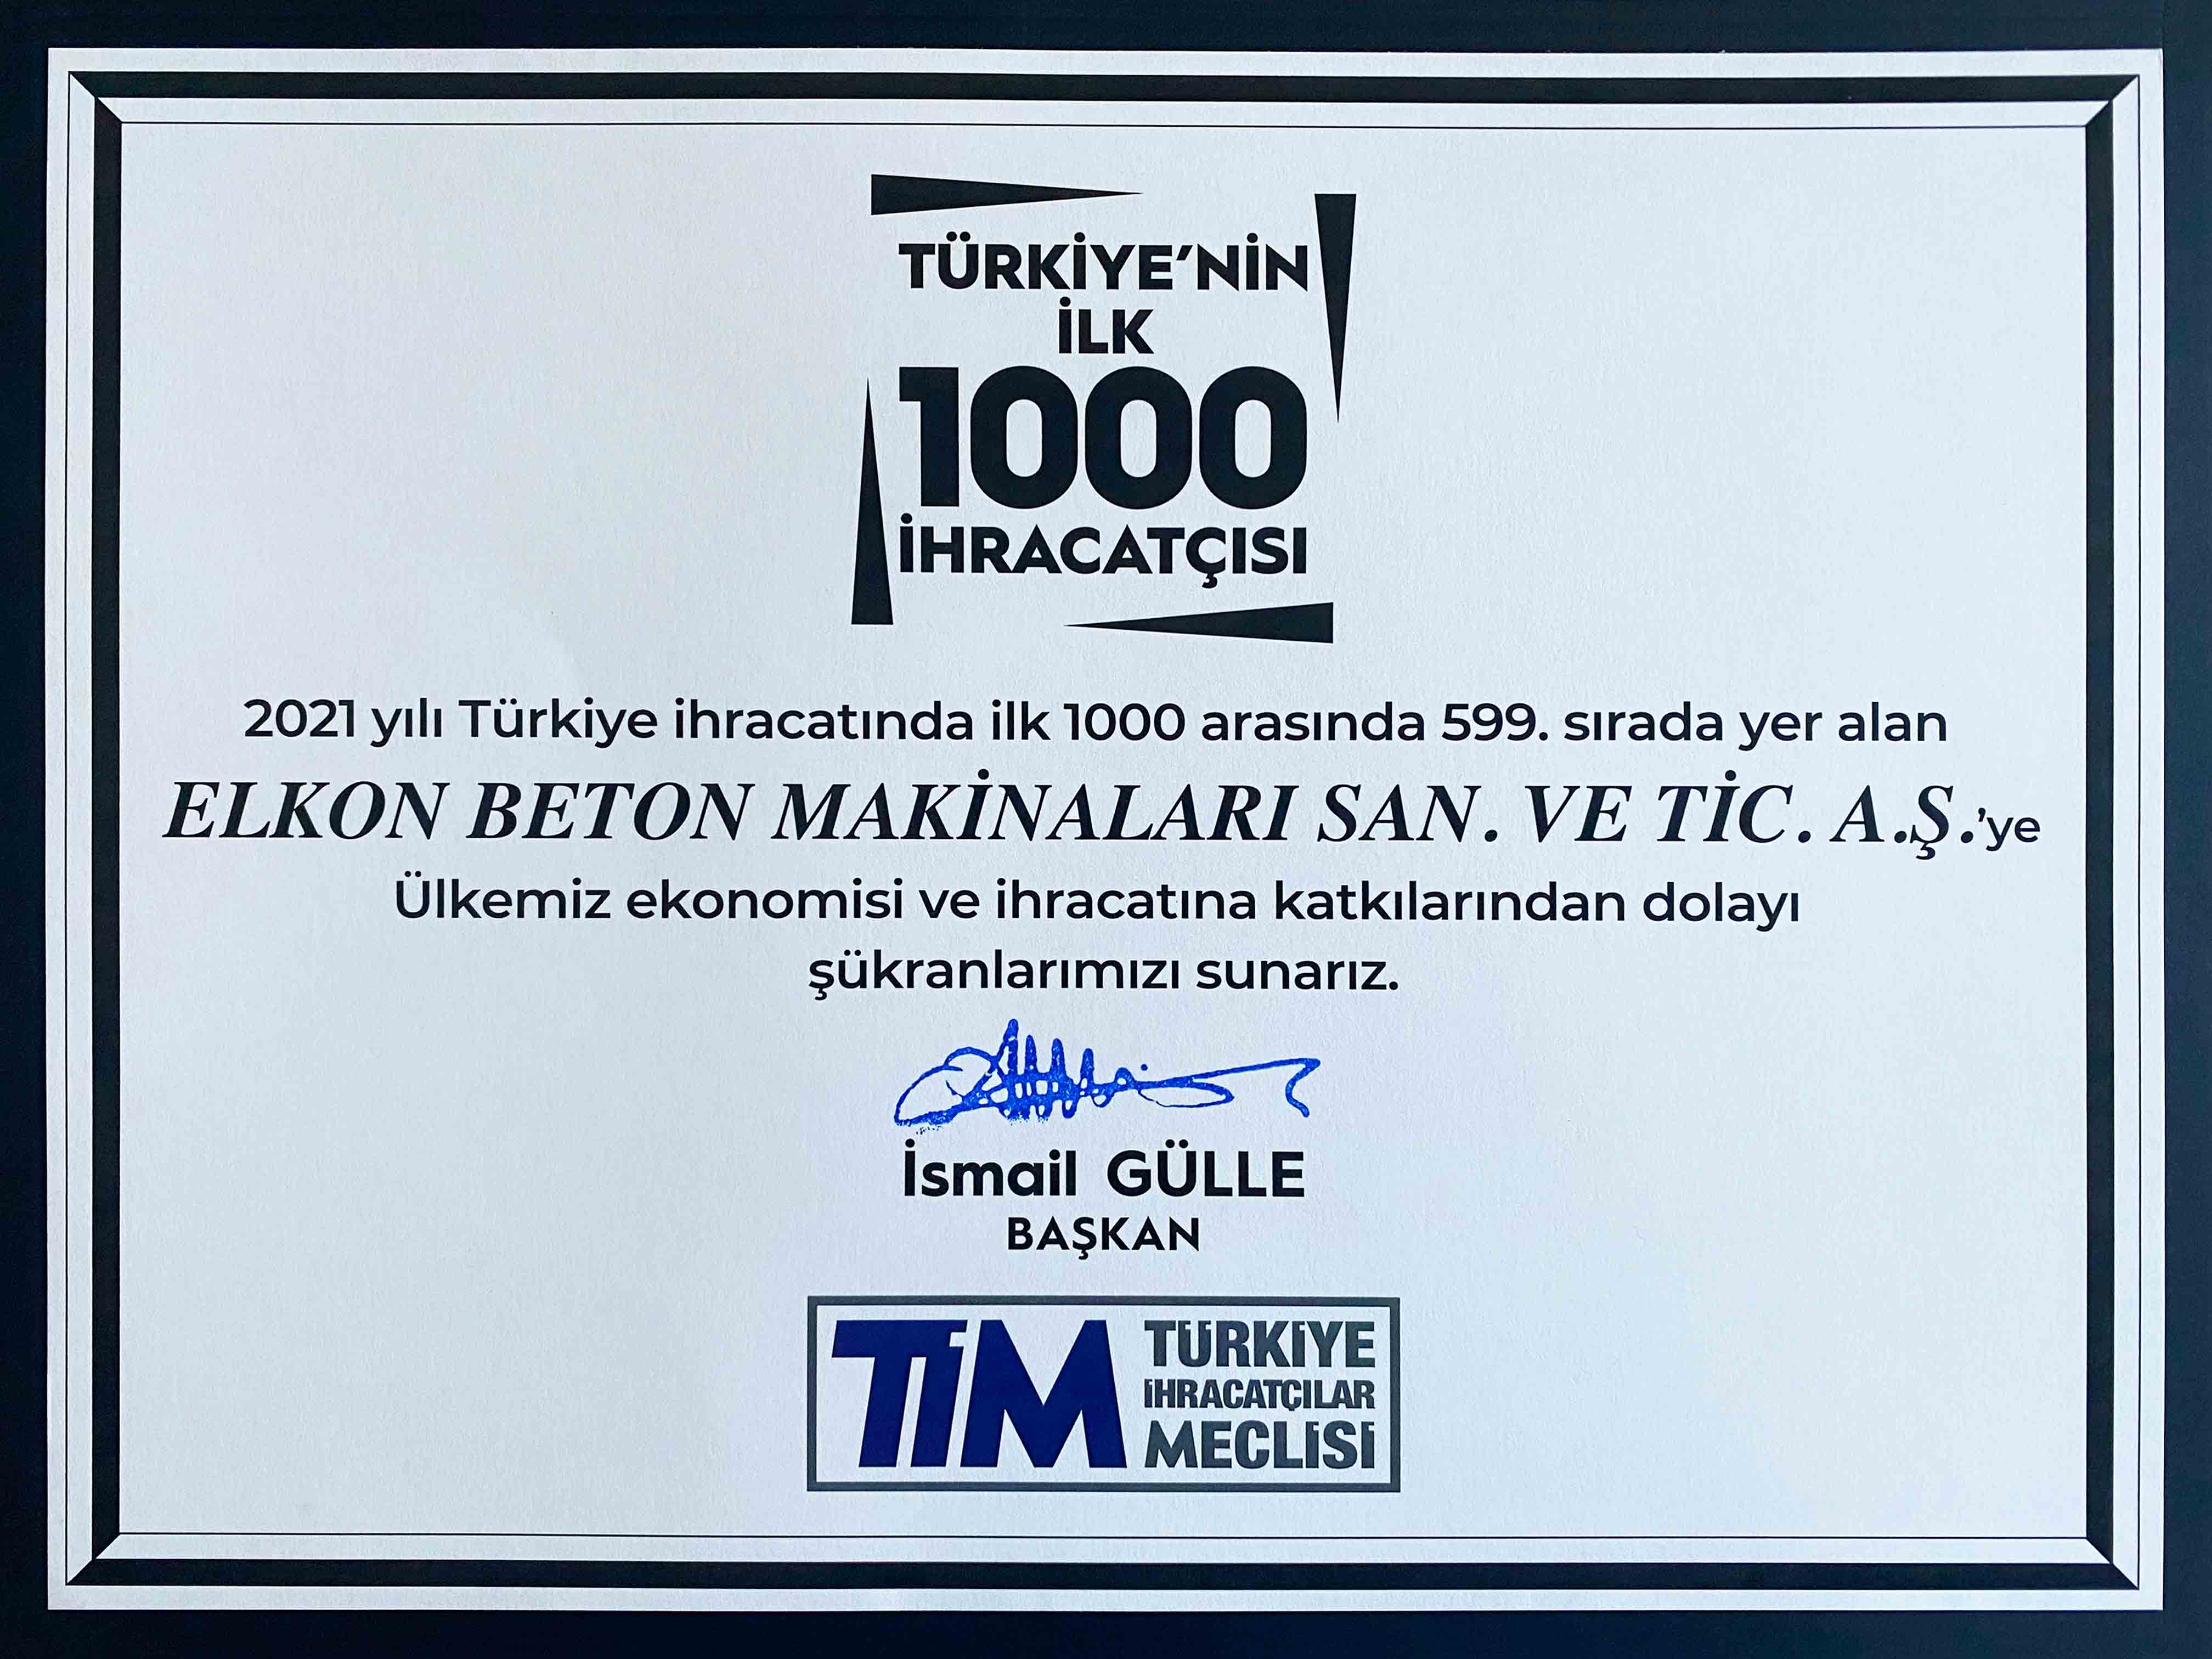 TÜRKİYE'NİN
İLK
1000
İHRACATÇISI
2021 yılı Türkiye ihracatında ilk 1000 arasında 599. sırada yer alan
ELKON BETON MAKİNALARI SAN. VE TİC. A.Ş.'ye
Ülkemiz ekonomisi ve ihracatına katkılarından dolayı
şükranlarımızı sunarız.
İsmail GÜLLE
BAŞKAN
TİM
TÜRKİYE
İHRACATÇILAR
MECLİSİ